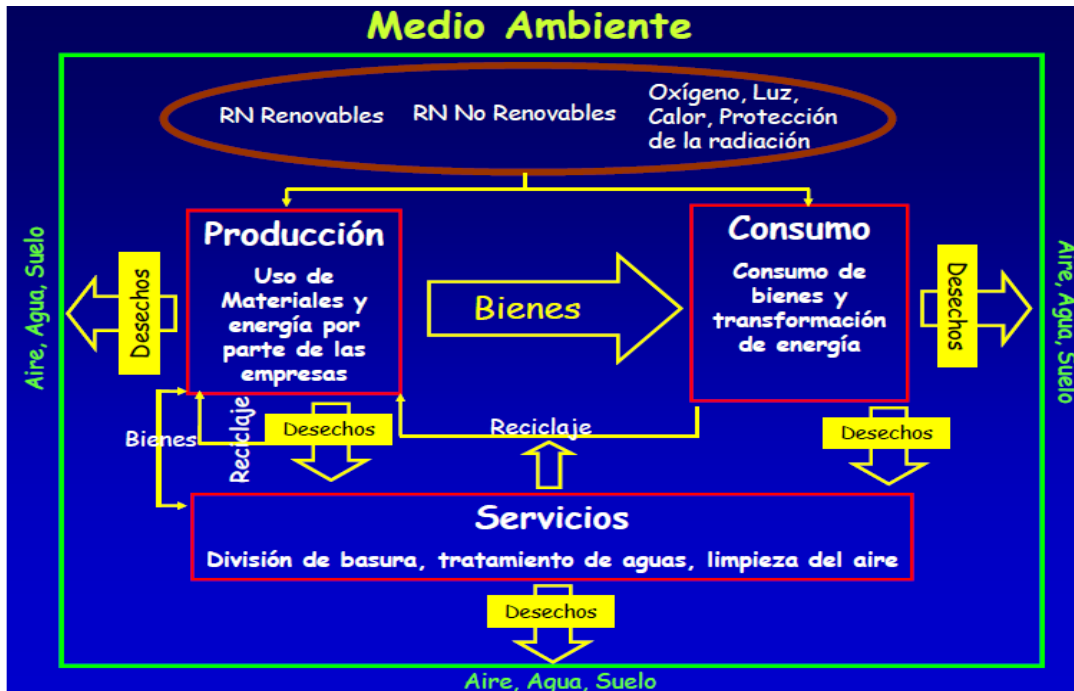 Medio Ambiente
RN Renovables
RN No Renovables
Oxígeno, Luz,
Calor, Protección
de la radiación
Producción
Uso de
Materiales y
energía por
parte de las
empresas
Bienes
Consumo
Consumo de
bienes y
transformación
de energía
Aire, Agua, Suelo
Desechos
Desechos
Aire, Agua, Suelo
Bienes
Reciclaje
Desechos
Reciclaje
Desechos
Servicios
División de basura, tratamiento de aguas, limpieza del aire
Desechos
Aire, Agua, Suelo